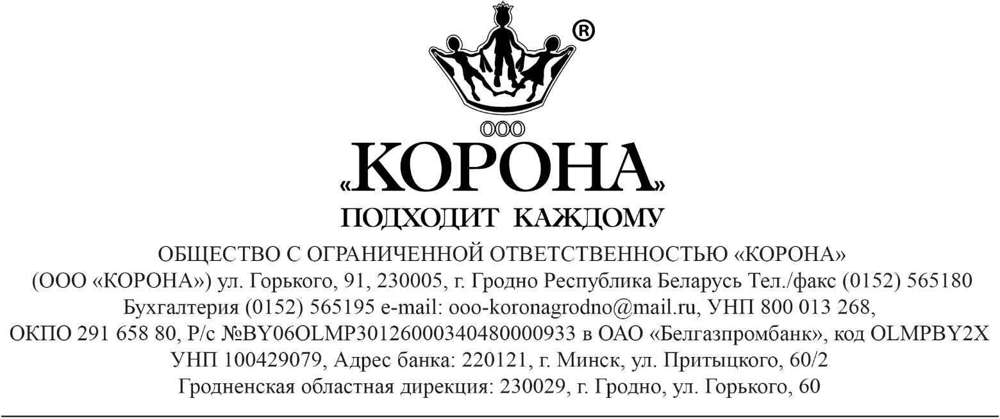 ®
ООО
«КОРОНА»
ПОДХОДИТ КАЖДОМУ
ОБЩЕСТВО С ОГРАНИЧЕННОЙ ОТВЕТСТВЕННОСТЬЮ «КОРОНА»
(ООО «КОРОНА») ул. Горького, 91, 230005, г. Гродно Республика Беларусь Тел./факс (0152) 565180
Бухгалтерия (0152) 565195 e-mail: ooo-koronagrodno@mail.ru, УНП 800 013 268,
ОКПО 291 658 80, Р/с №BY06OLMP30126000340480000933 в ОАО «Белгазпромбанк», код OLMPBY2X
УНП 100429079, Адрес банка: 220121, г. Минск, ул. Притыцкого, 60/2
Гродненская областная дирекция: 230029, г. Гродно, ул. Горького, 60